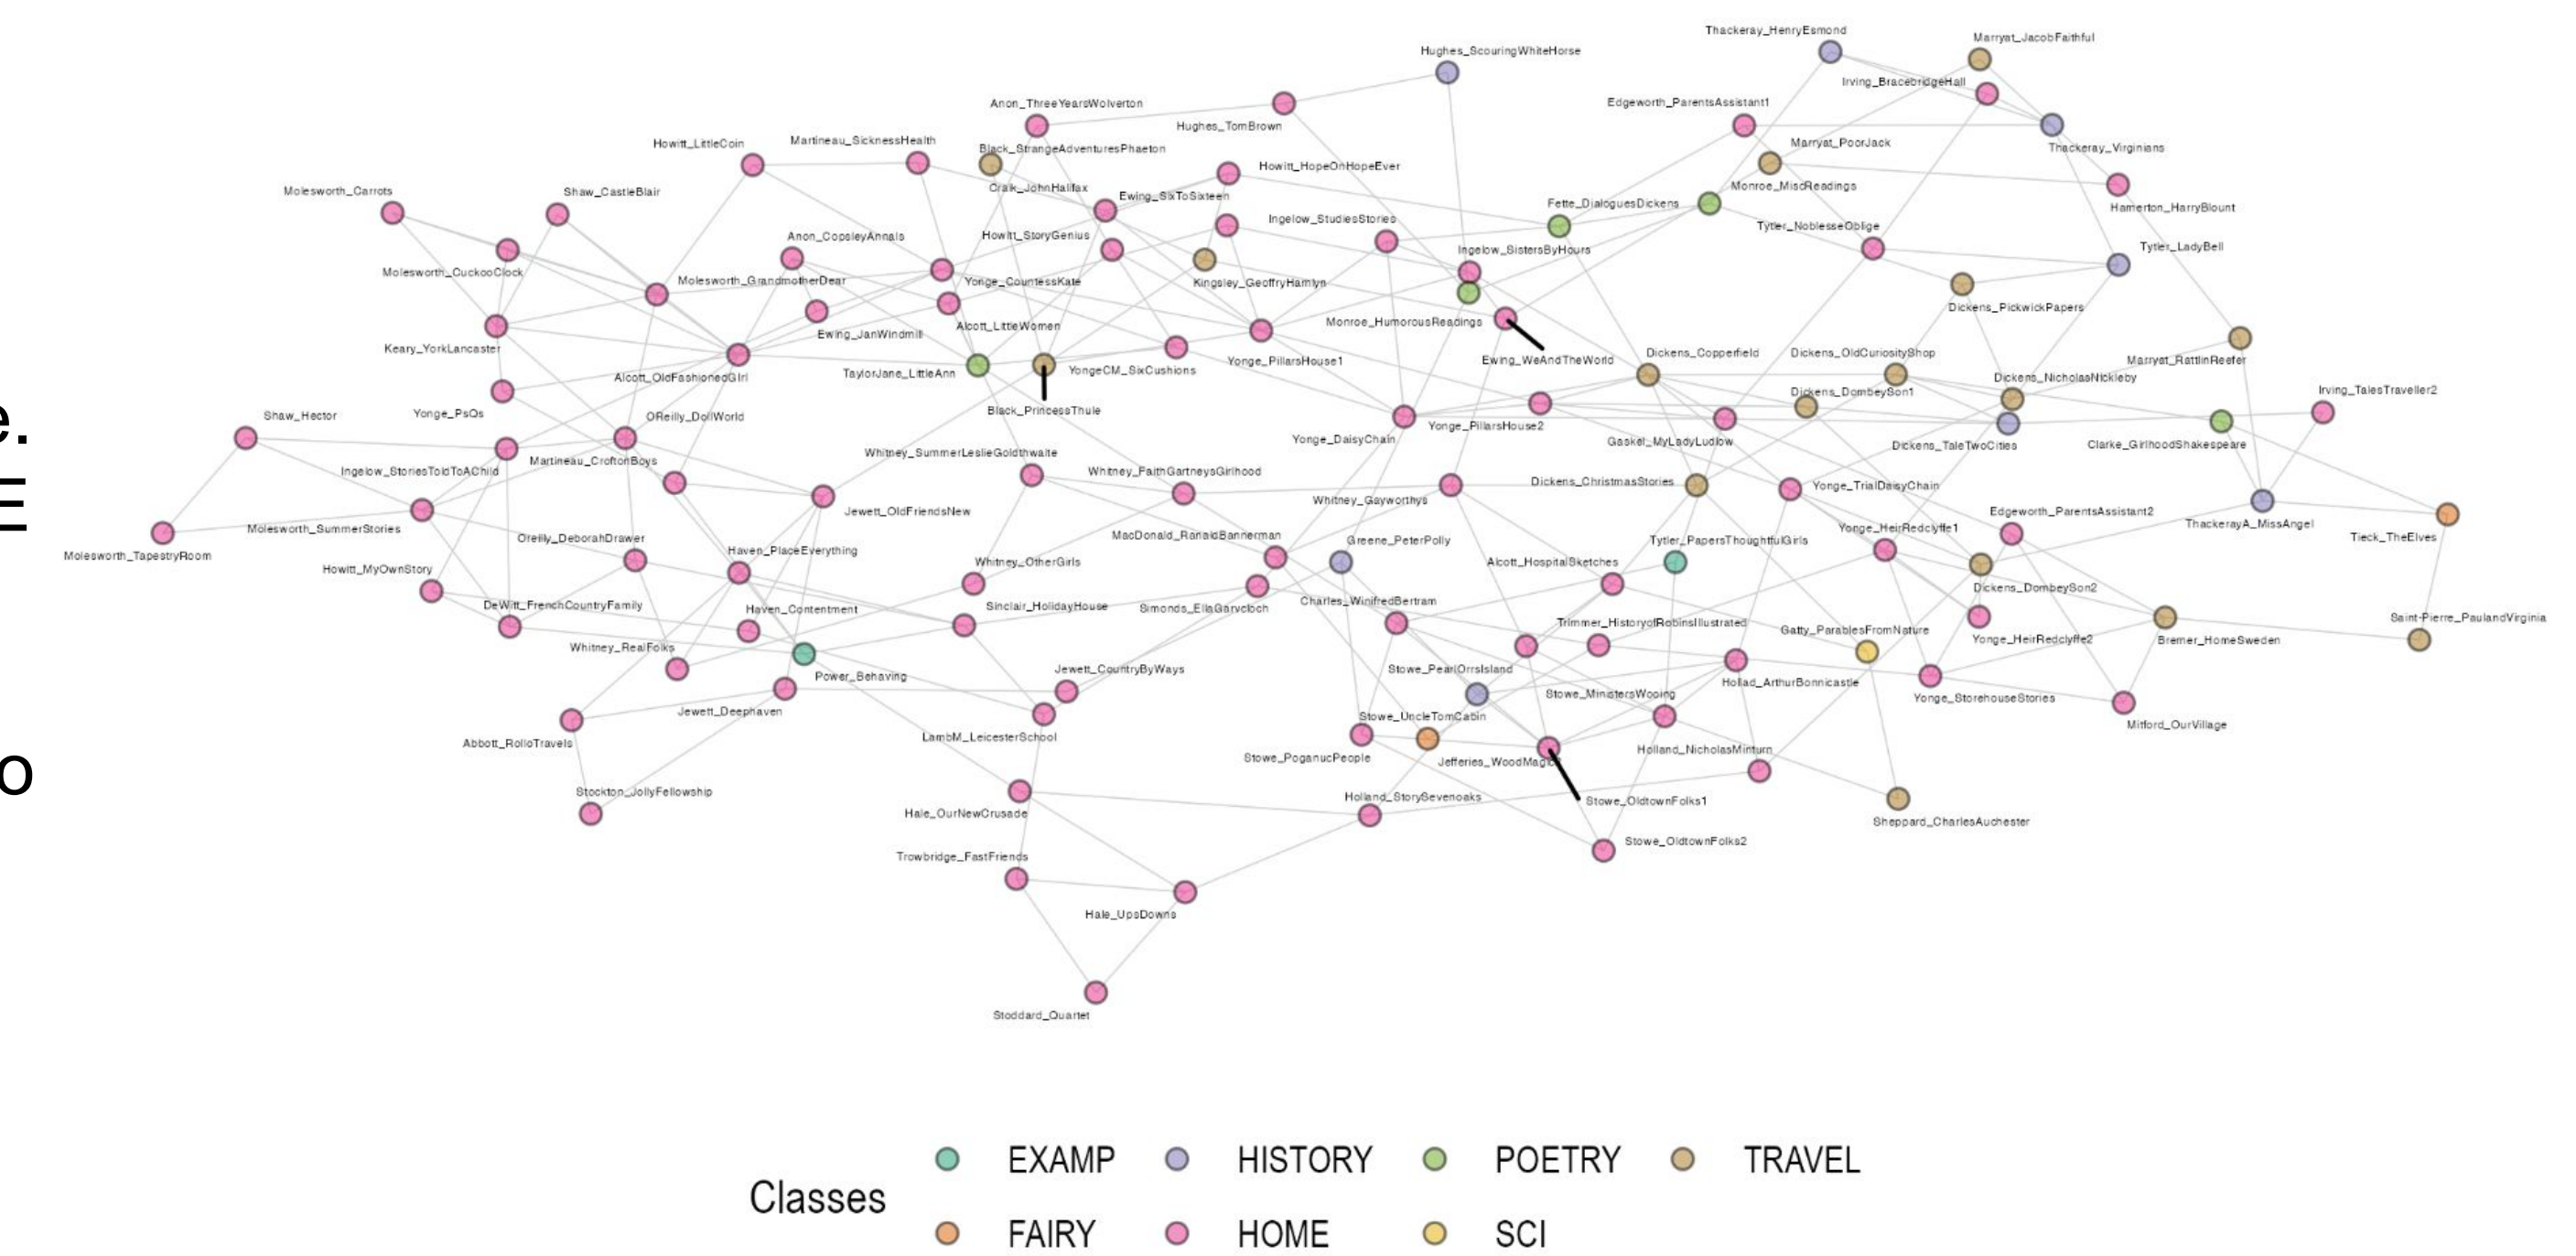 Thackeray_HenryEsmond
Marryat_JacobFaithful
Hughes_ScouringWhiteHorse
Irving_BracebridgeHall
Anon_ThreeYearsWolverton
Edgeworth_ParentsAssistant1
Hughes_TomBrown
Howitt_LittleCoin
Martineau_SicknessHealth
Marryat_PoorJack
Black_StrangeAdventuresPhaeton
Thackeray_Virginians
Howitt_HopeOnHopeEver
Molesworth_Carrots
Shaw_CastleBlair
Craik_JohnHalifax
Monroe_MiscReadings
Ewing_SixToSixteen
Fette_DialoguesDickens
Hamerton_HarryBlount
Ingelow_StudiesStories
Anon_CopsleyAnnals
Howitt_StoryGenius
Tytler_NoblesseOblige
Ingelow_SistersByHours
Tytler_LadyBell
Molesworth_CuckooClock
Molesworth_GrandmotherDear
Yonge_CountessKate
Kingsley_GeoffryHamlyn
Dickens_PickwickPapers
Ewing_JanWindmill
Alcott_LittleWomen
Monroe_HumorousReadings
Keary_YorkLancaster
Yonge_PillarsHouse1
Ewing_WeAndTheWorld
Dickens_Copperfield
Dickens_OldCuriosityShop
Marryat_RattlinReefer
Alcott_OldFashionedGirl
TaylorJane_LittleAnn
YongeCM_SixCushions
Dickens_NicholasNickleby
Dickens_DombeySon1
Irving_TalesTraveller2
e.
Shaw_Hector
Yonge_PsQs
OReilly_DollWorld
Black_PrincessThule
Yonge_DaisyChain
Yonge_PillarsHouse2
Gaskel_MyLadyLudlow
Dickens_TaleTwoCities
Clarke_GirlhoodShakespeare
Ingelow_StoriesToldToAChild
Martineau_CroftonBoys
Whitney_SummerLeslieGoldthwaite
Whitney_FaithGartneysGirlhood
Whitney_Gayworthys
Dickens_ChristmasStories
Yonge_TrialDaisyChain
E
Molesworth_SummerStories
Jewett_OldFriendsNew
Edgeworth_ParentsAssistant2
ThackerayA_MissAngel
Molesworth_TapestryRoom
Oreilly_DeborahDrawer
MacDonald_RanaldBannerman
Yonge_HeirRedclyffe1
Tieck_TheElves
Haven_PlaceEverything
Greene_PeterPolly
Tytler_PapersThoughtfulGirls
Howitt_MyOwnStory
Whitney_OtherGirls
Alcott_HospitalSketches
Dickens_DombeySon2
DeWitt_FrenchCountryFamily
Haven_Contentment
Sinclair_HolidayHouse
Simonds_EllaGarvcloch
Charles_WinifredBertram
Trimmer_HistoryofRobinsIllustrated
Gatty_ParablesFromNature
Yonge_HeirRedclyffe2
Bremer_HomeSweden
Saint-Pierre_PaulandVirginia
Whitney_RealFolks
Power_Behaving
Jewett_CountryByWays
Stowe_PearlOrrsIsland
Hollad_ArthurBonnicastle
Stowe_MinistersWooing
Yonge_StorehouseStories
Jewett_Deephaven
Stowe_UncleTomCabin
Mitford_OurVillage
Abbott_RolloTravels
LambM_LeicesterSchool
Stowe_PoganucPeople
Jefferies_WoodMagic
Holland_NicholasMinturn
o
Stockton_JollyFellowship
Holland_StorySevenoaks
Stowe_OldtownFolks1
Hale_OurNewCrusade
Sheppard_CharlesAuchester
Stowe_OldtownFolks2
Trowbridge_FastFriends
Hale_UpsDowns
Stoddard_Quartet
Classes
EXAMP HISTORY POETRY TRAVEL
FAIRY HOME SCI